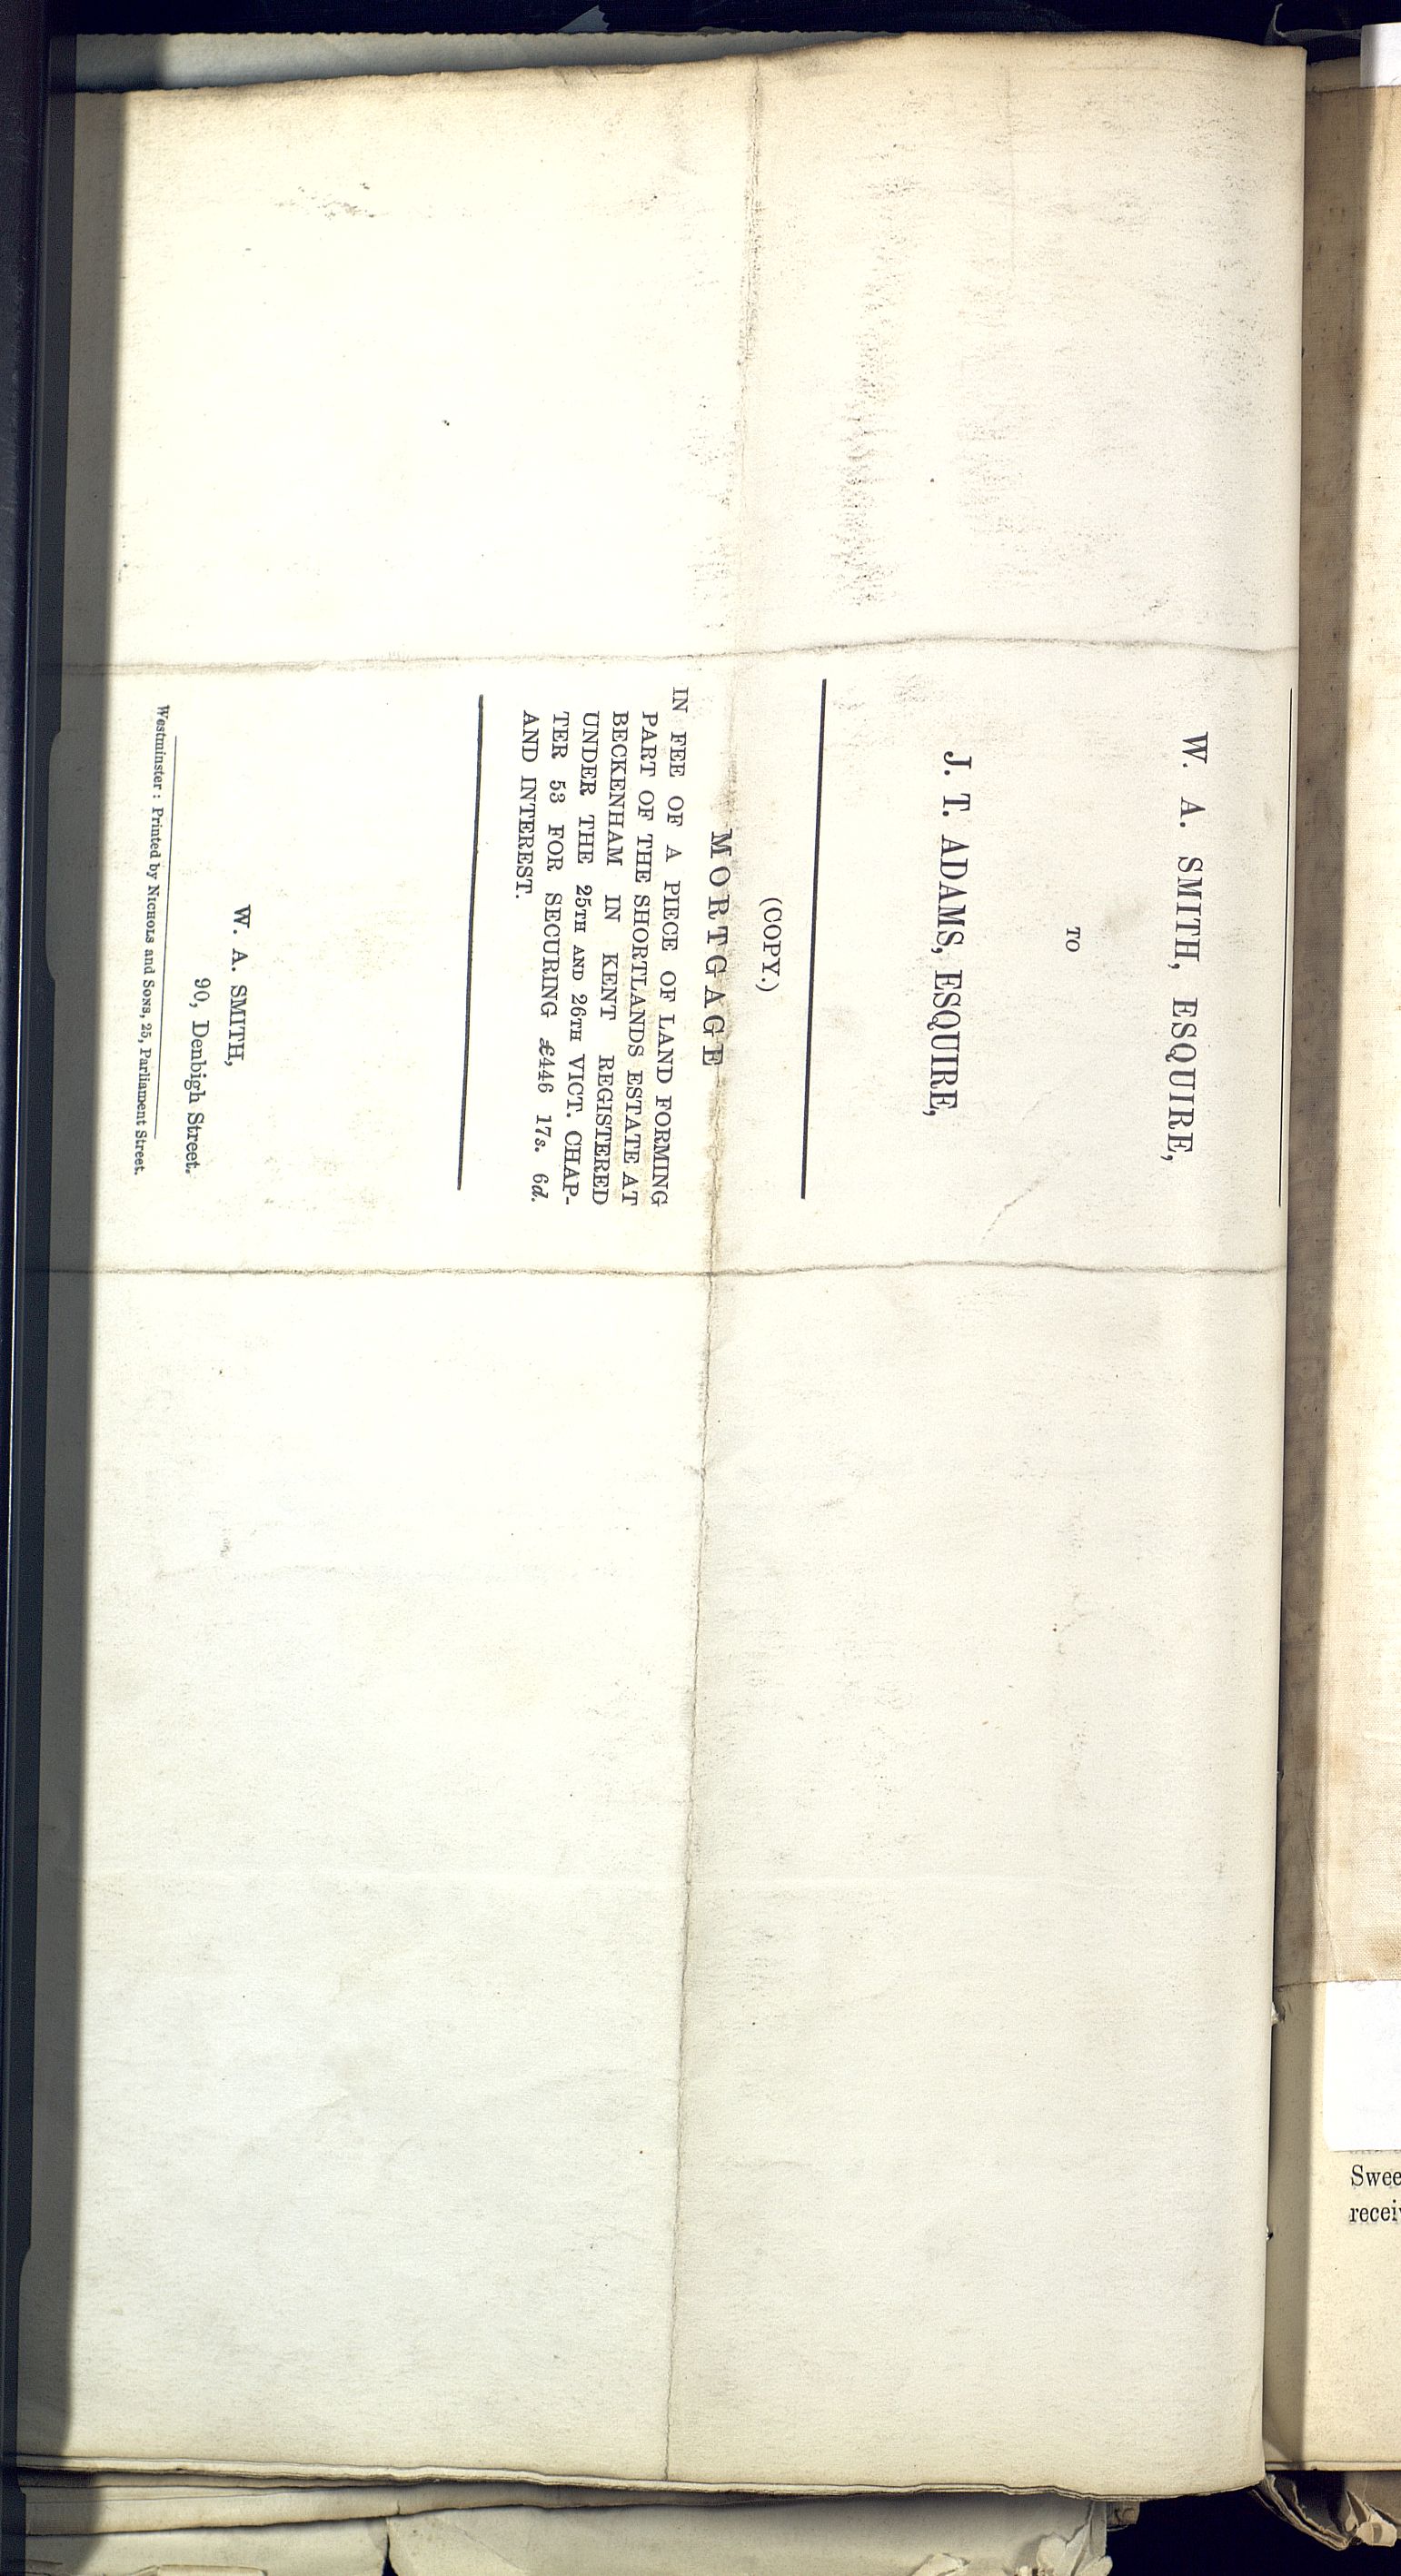 W. A. SMITH, ESQUIRE,
TO
J. T. ADAMS, ESQUIRE,
(COPY.)
MORTGAGE
IN FEE OF A PIECE OF LAND FORMING
PART OF THE SHORTLANDS ESTATE AT
BECKENHAM IN KENT REGISTERED
UNDER THE 25TH AND 26TH VICT. CHAP-
TER 53 FOR SECURING £446 17s. 6d.
AND INTEREST.
W. A. SMITH,
90, Denbigh Street.
Westminster: Printed by NICHOLS and SONS, 25, Parliament Street.
Swee
recei